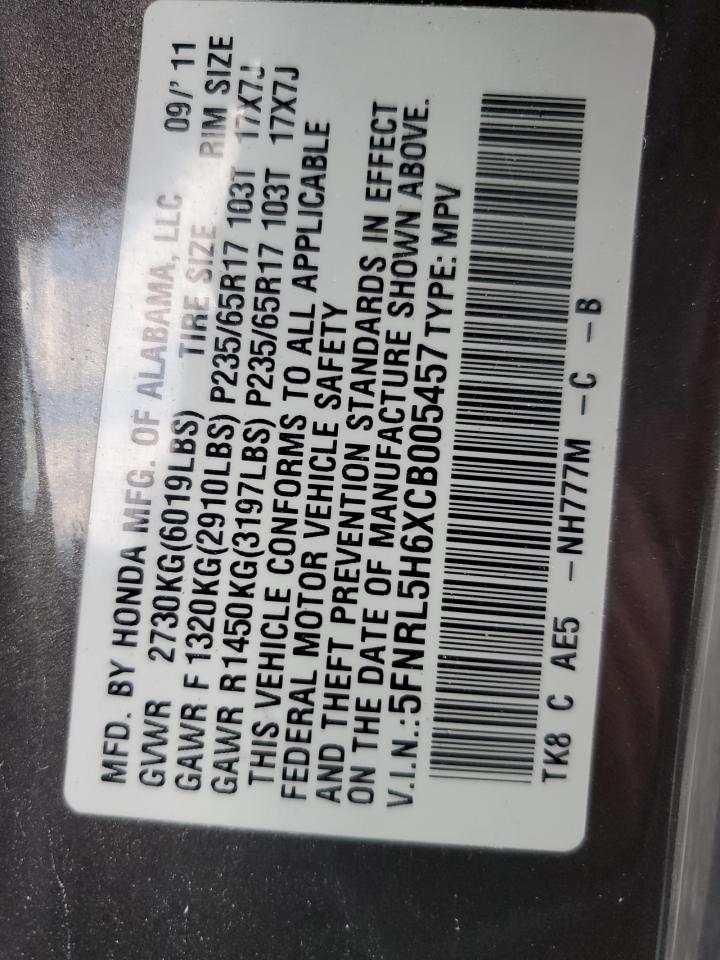 MFD. BY HONDA MFG. OF ALABAMA, LLC 09/'11
GVWR 2730KG(6019LBS) TIRE SIZE RIM SIZE
GAWR F 1320KG(2910LBS) P235/65R17 103T 17X7J
GAWR R1450KG(3197LBS) P235/65R17 103T 17X7J
THIS VEHICLE CONFORMS TO ALL APPLICABLE
FEDERAL MOTOR VEHICLE SAFETY
AND THEFT PREVENTION STANDARDS IN EFFECT
ON THE DATE OF MANUFACTURE SHOWN ABOVE.
V.I.N.:5FNRL5H6XCB005457 TYPE: MPV
TK8 C AE5 -NH777M -C -B